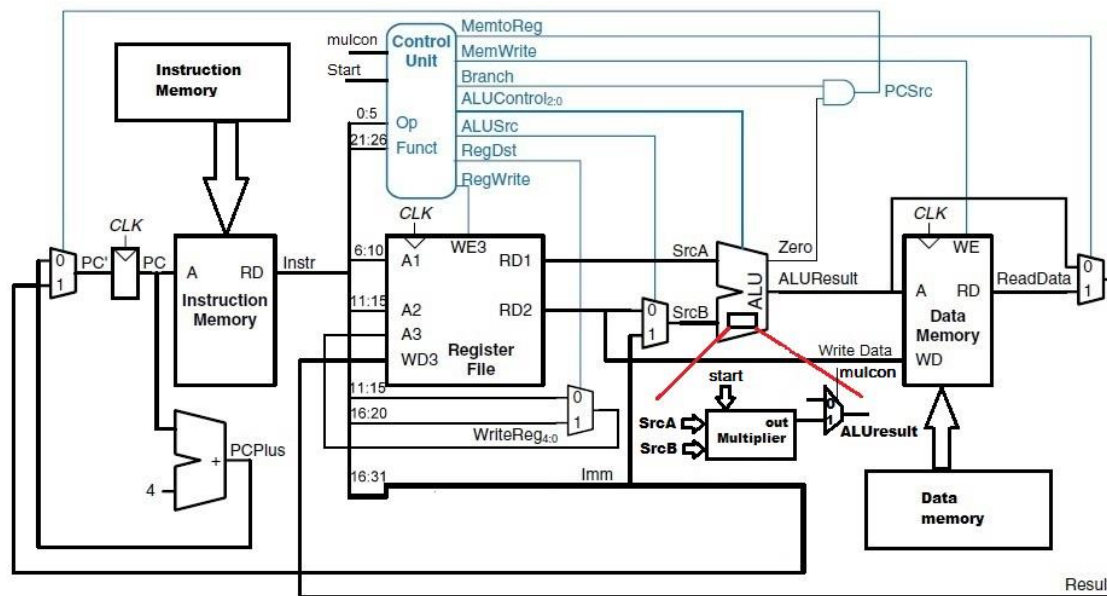 MemtoReg
mulcon
Control
Unit
MemWrite
Start
Branch
PCSrc
ALUControl2:0
Instruction
Memory
0:5
Op
ALUSrc
21:26
Funct
RegDst
RegWrite
CLK
CLK
CLK
WE3
Zero
WE
0
1
PC'
PC
A
RD
Instr
6:10
A1
RD1
SrcA
ALU
ALUResult
A
RD
ReadData
0
1
Instruction
Memory
11:15
A2
RD2
0
1
SrcB
Data
Memory
A3
WD3
Register
File
Write Data
WD
mulcon
11:15
0
1
start
0
1
16:20
WriteReg4:0
SrcA
out
Multiplier
SrcB
ALUresult
PCPlus
+
4
16:31
Imm
Data
memory
Resul